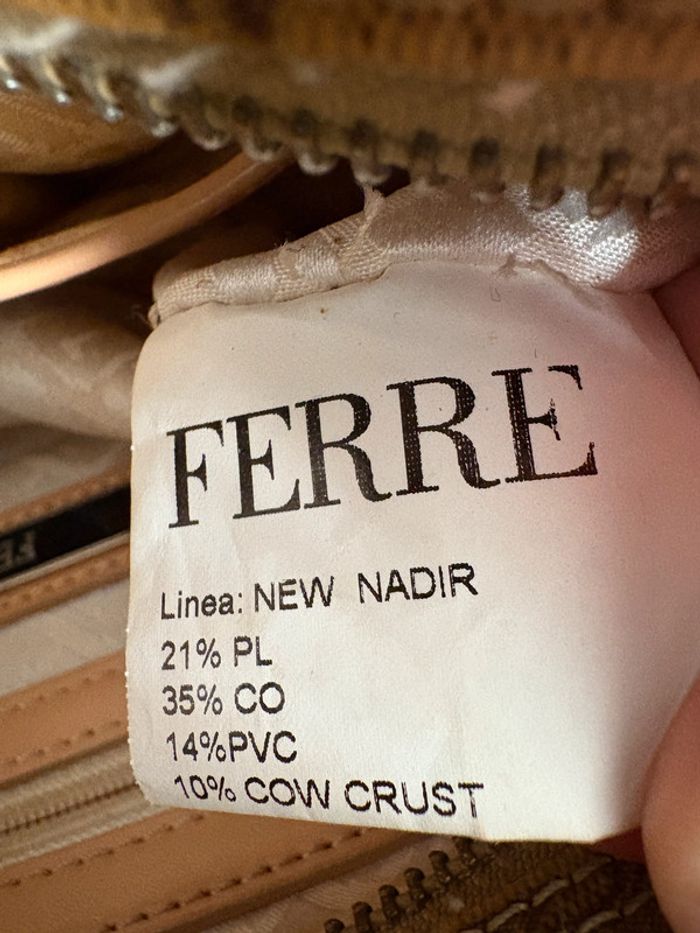 FERRE
Linea: NEW NADIR
21% PL
35% CO
14%PVC
10% COW CRUST